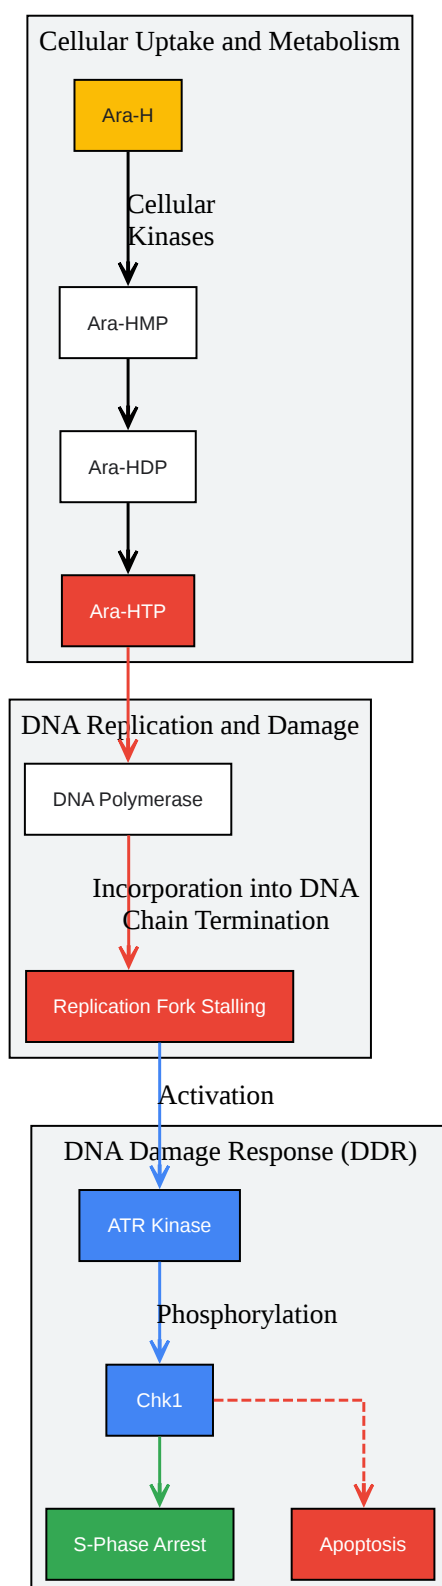 Cellular Uptake and Metabolism
Ara-H
Cellular
Kinases
Ara-HMP
Ara-HDP
Ara-HTP
DNA Replication and Damage
DNA Polymerase
Incorporation into DNA
Chain Termination
Replication Fork Stalling
Activation
DNA Damage Response (DDR)
ATR Kinase
Phosphorylation
Chk1
S-Phase Arrest
Apoptosis